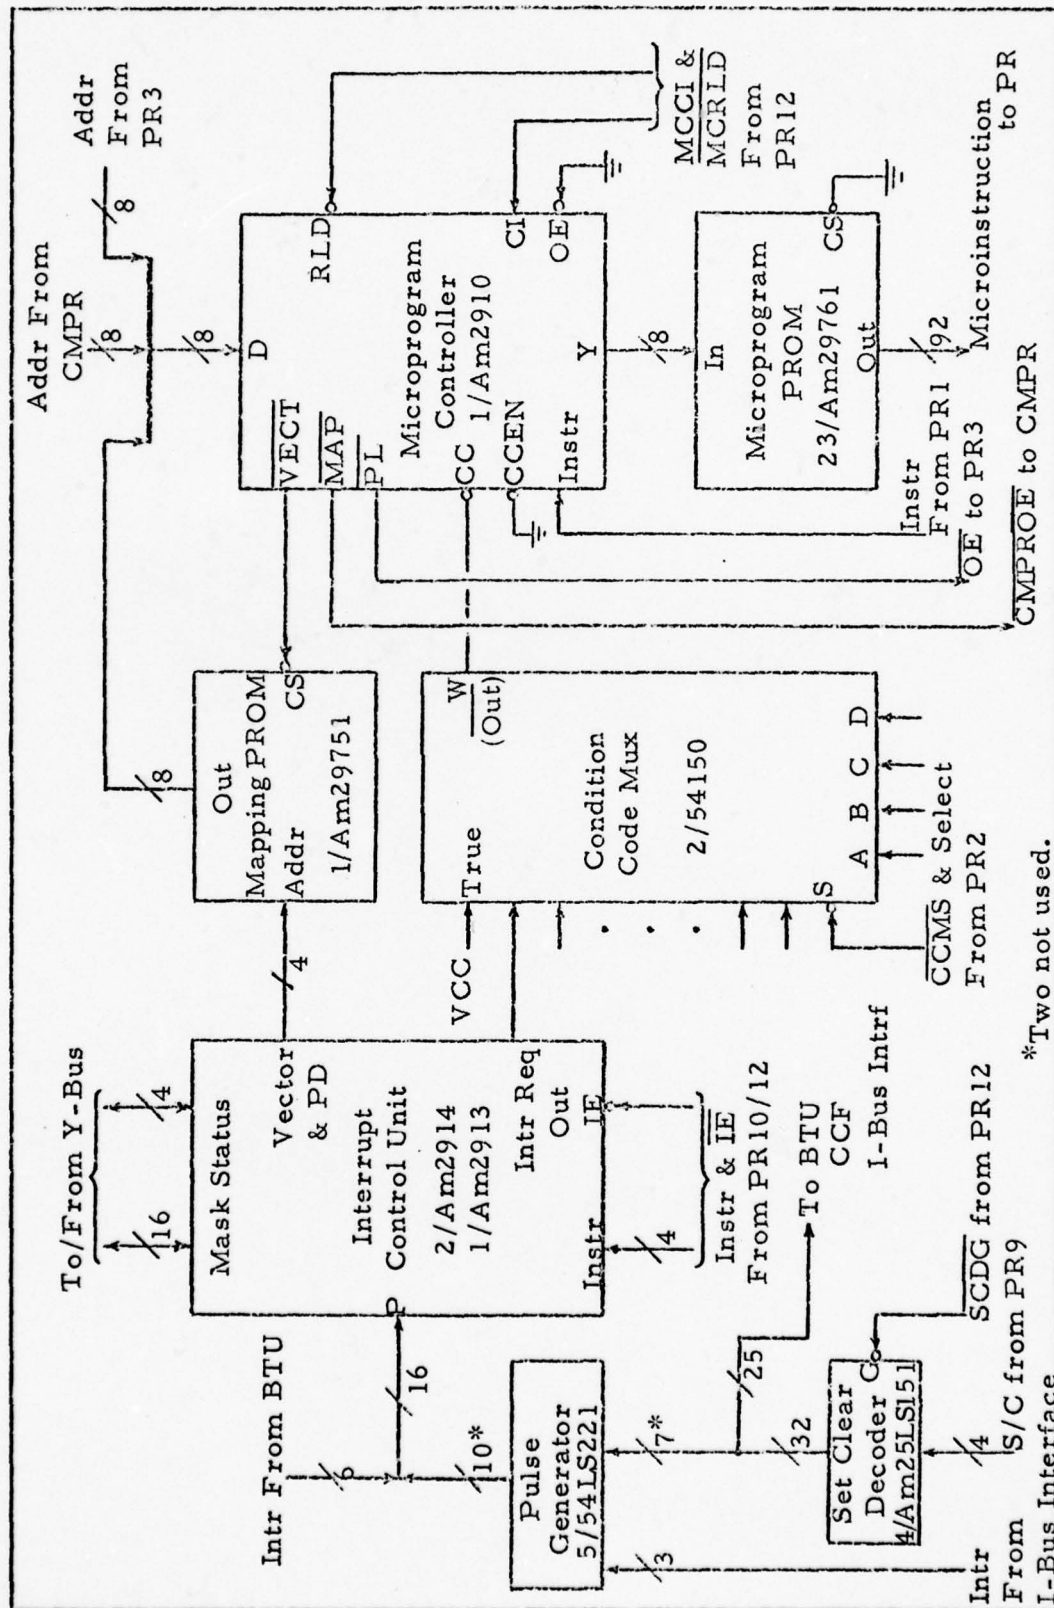 To/From Y-Bus
16
4
Mask Status
Vector
& PD
Interrupt
Control Unit
2/Am2914
1/Am2913
P
Intr Req
Out
Instr
IE
4
Instr & IE
From PR10/12
Intr From BTU
6
16
10*
Pulse
Generator
5/54LS221
3
7*
25
To BTU
CCF
I-Bus Intrf
32
Set Clear
Decoder G
4/Am25LS151
4
SCDG from PR12
S/C from PR9
Intr
From
I-Bus Interface
4
8
Out
Mapping PROM
Addr
CS
1/Am29751
VCC
True
W
(Out)
Condition
Code Mux
2/54150
S
A B C D
CCMS & Select
From PR2
*Two not used.
Addr From
CMPR
8
Addr
From
PR3
8
8
D
VECT
MAP
PL
RLD
Microprogram
Controller
1/Am2910
CC
CCEN
CI
OE
Instr
Y
MCCI &
MCRLD
From
PR12
8
In
Microprogram
PROM
23/Am29761
CS
Out
92
Instr
From PR1
OE to PR3
CMPROE to CMPR
Microinstruction
to PR